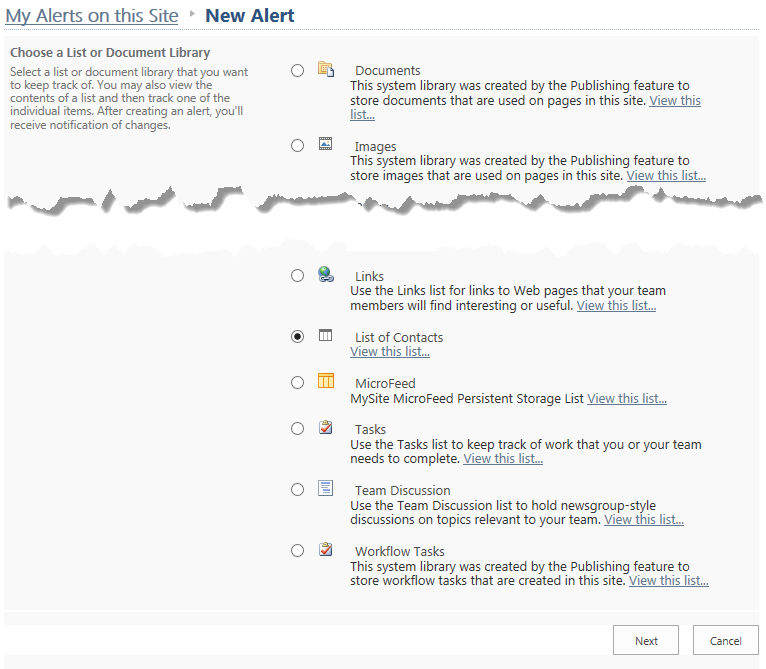 My Alerts on this Site ▸ New Alert
Choose a List or Document Library
Select a list or document library that you want
to keep track of. You may also view the
contents of a list and then track one of the
individual items. After creating an alert, you'll
receive notification of changes.
Documents
This system library was created by the Publishing feature to
store documents that are used on pages in this site. View this
list...
Images
This system library was created by the Publishing feature to
store images that are used on pages in this site. View this list...
Links
Use the Links list for links to Web pages that your team
members will find interesting or useful. View this list...
List of Contacts
View this list...
MicroFeed
MySite MicroFeed Persistent Storage List View this list...
Tasks
Use the Tasks list to keep track of work that you or your team
needs to complete. View this list...
Team Discussion
Use the Team Discussion list to hold newsgroup-style
discussions on topics relevant to your team. View this list...
Workflow Tasks
This system library was created by the Publishing feature to
store workflow tasks that are created in this site. View this list...
Next
Cancel